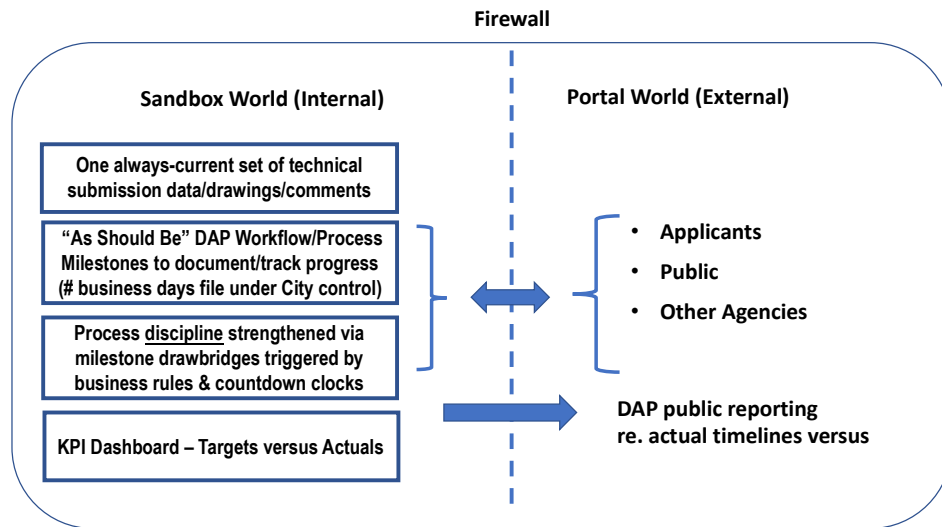 Firewall
Sandbox World (Internal)
Portal World (External)
One always-current set of technical
submission data/drawings/comments
“As Should Be” DAP Workflow/Process
Milestones to document/track progress
(# business days file under City control)
Process discipline strengthened via
milestone drawbridges triggered by
business rules & countdown clocks
KPI Dashboard – Targets versus Actuals
• Applicants
• Public
• Other Agencies
DAP public reporting
re. actual timelines versus